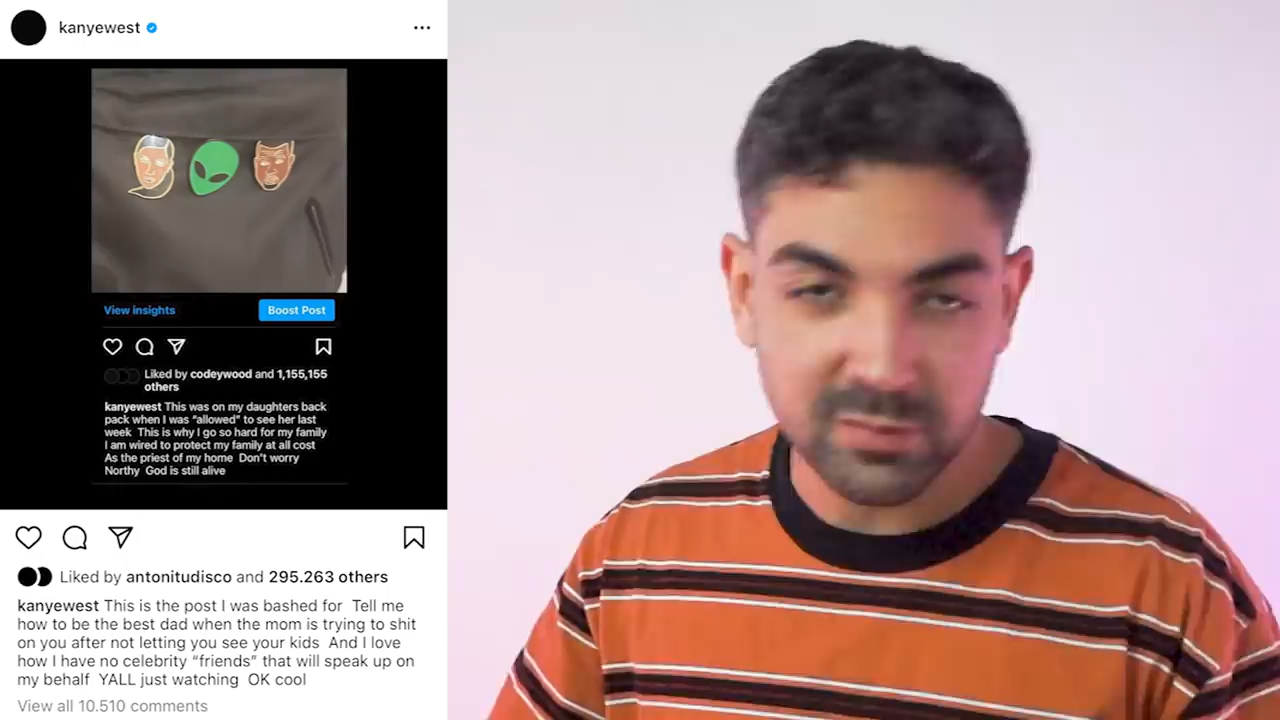 kanyewest
View insights
Boost Post
Liked by codeywood and 1,155,155
others
kanyewest This was on my daughters back
pack when I was “allowed” to see her last
week This is why I go so hard for my family
I am wired to protect my family at all cost
As the priest of my home Don’t worry
Northy God is still alive
Liked by antonitudisco and 295.263 others
kanyewest This is the post I was bashed for Tell me
how to be the best dad when the mom is trying to shit
on you after not letting you see your kids And I love
how I have no celebrity “friends” that will speak up on
my behalf YALL just watching OK cool
View all 10.510 comments